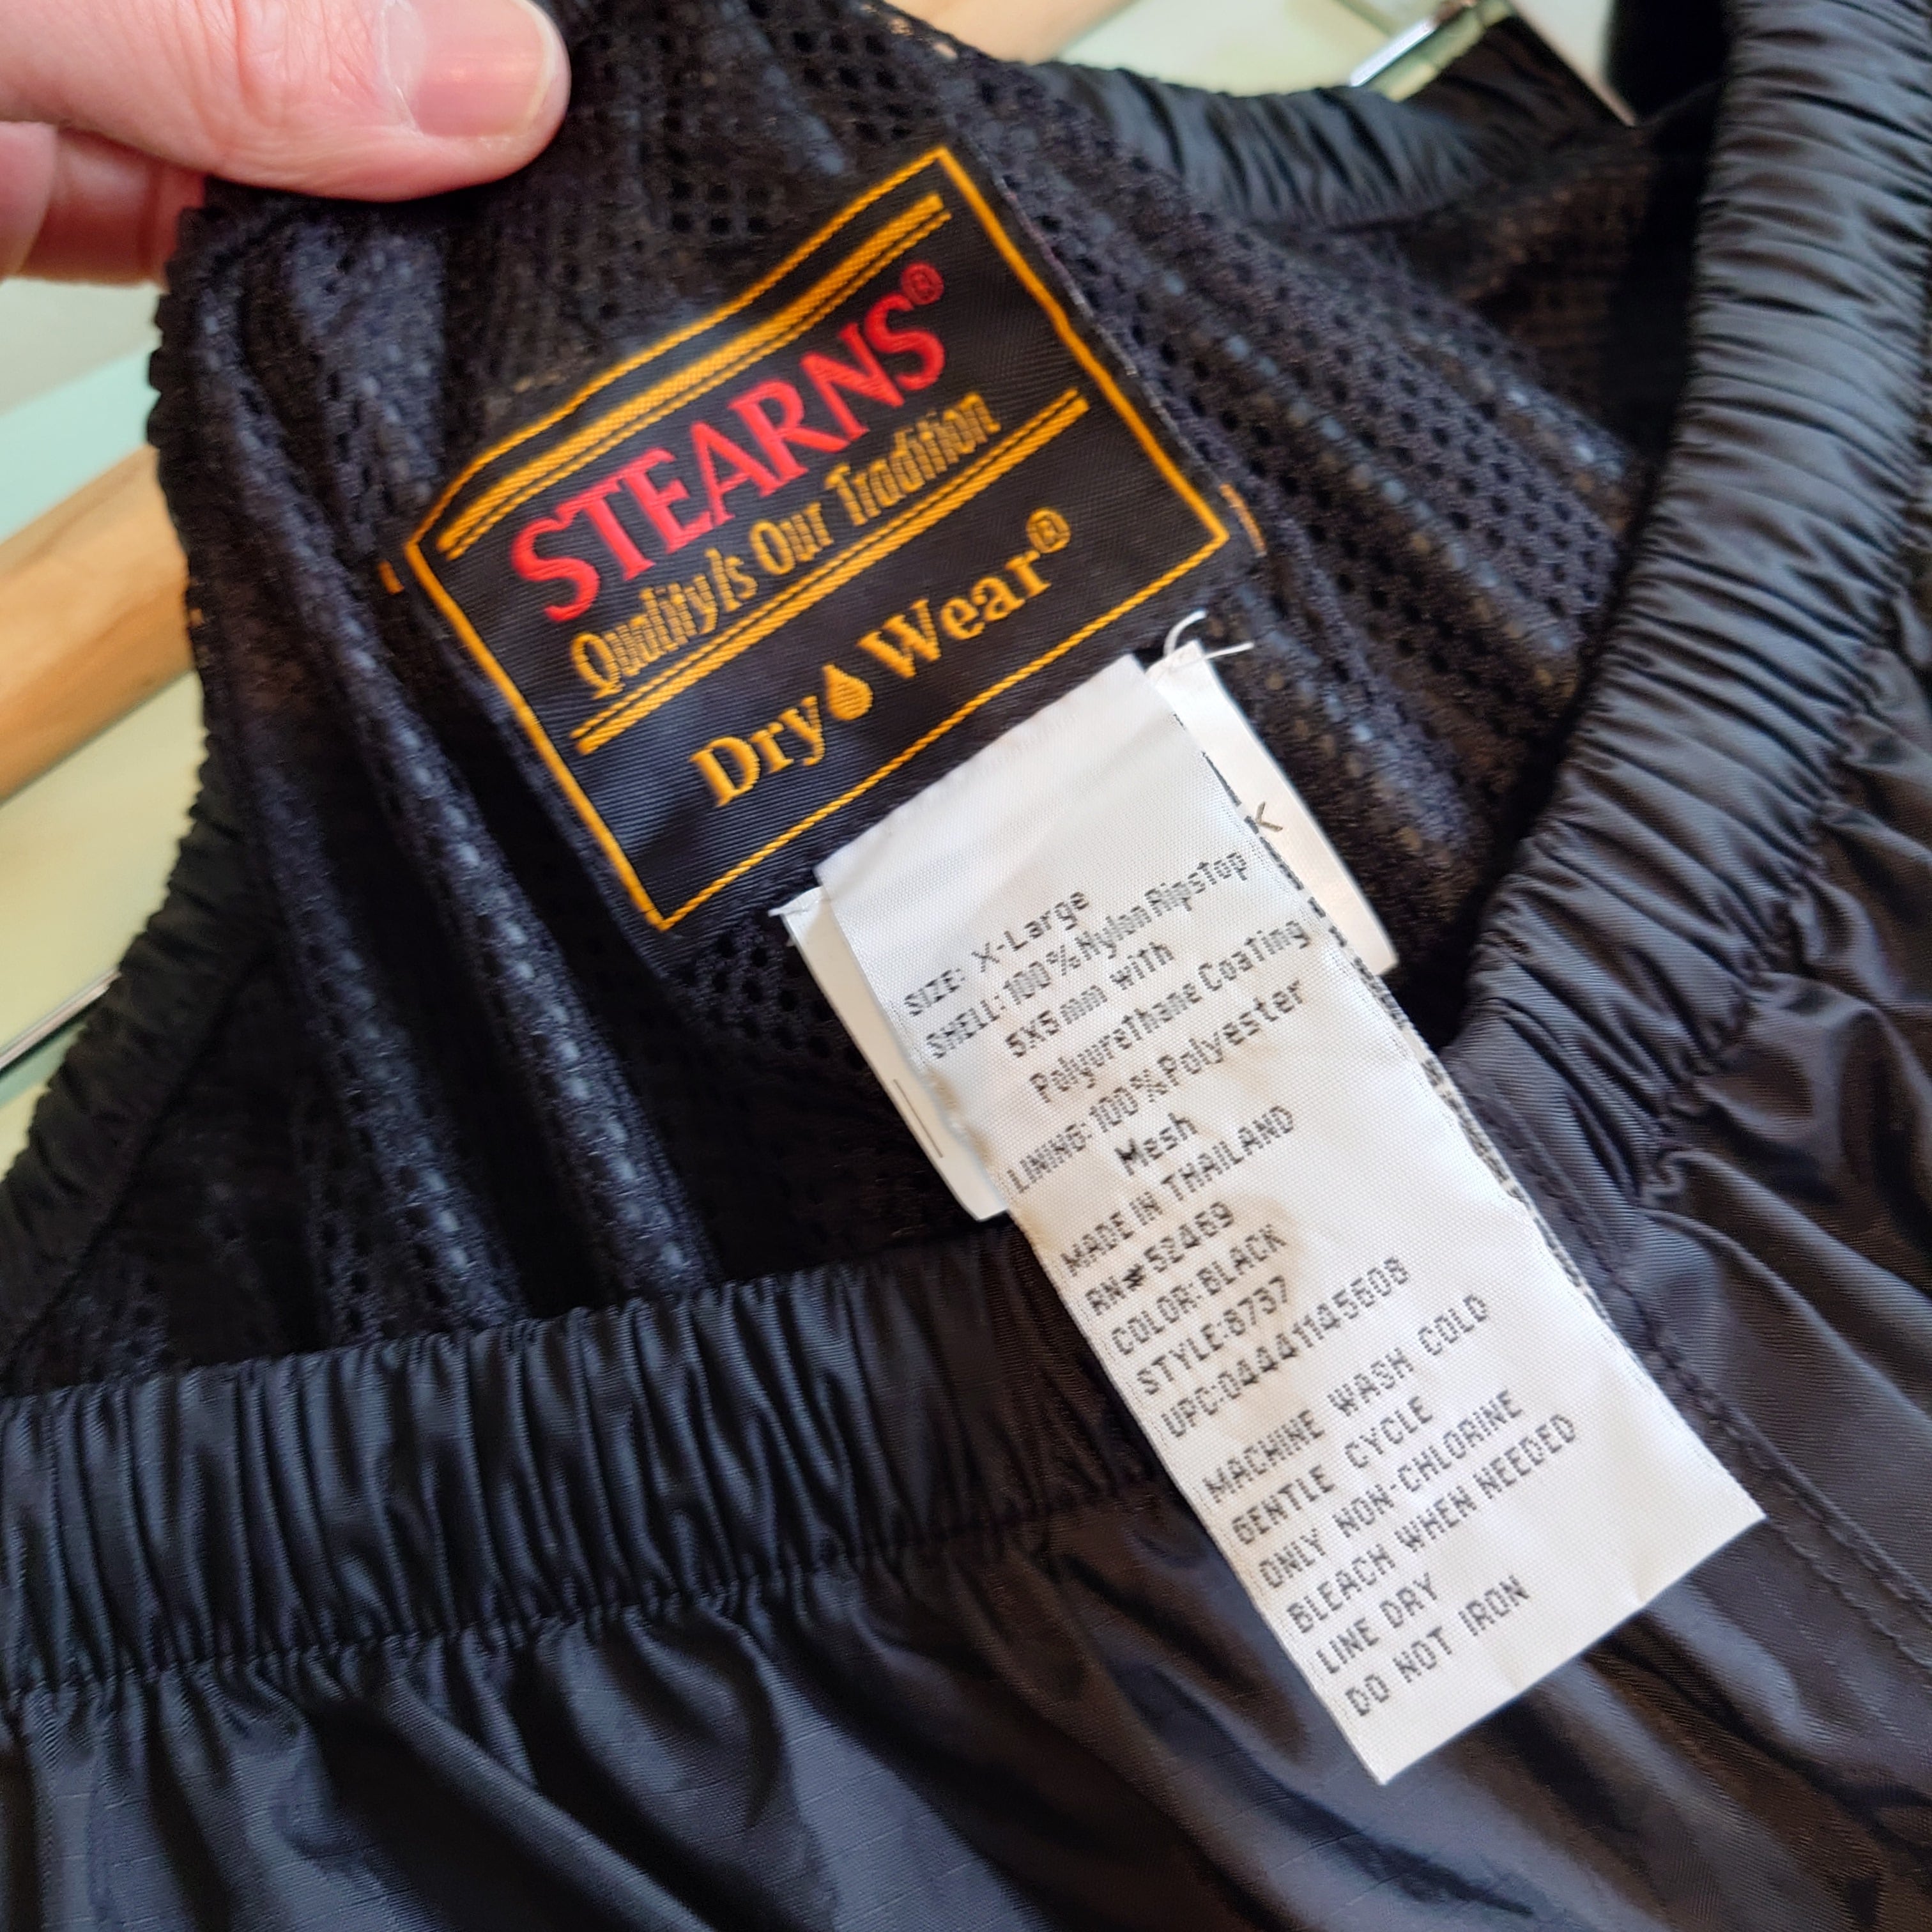 STEARNS®
Quality Is Our Tradition
Dry Wear®
K
SIZE: X-Large
SHELL: 100% Nylon Ripstop
5X5mm with
Polyurethane Coating
LINING: 100% Polyester
Mesh
MADE IN THAILAND
RN#52469
COLOR: BLACK
STYLE: 8737
UPC: 044411145608
MACHINE WASH COLD
GENTLE CYCLE
ONLY NON-CHLORINE
BLEACH WHEN NEEDED
LINE DRY
DO NOT IRON